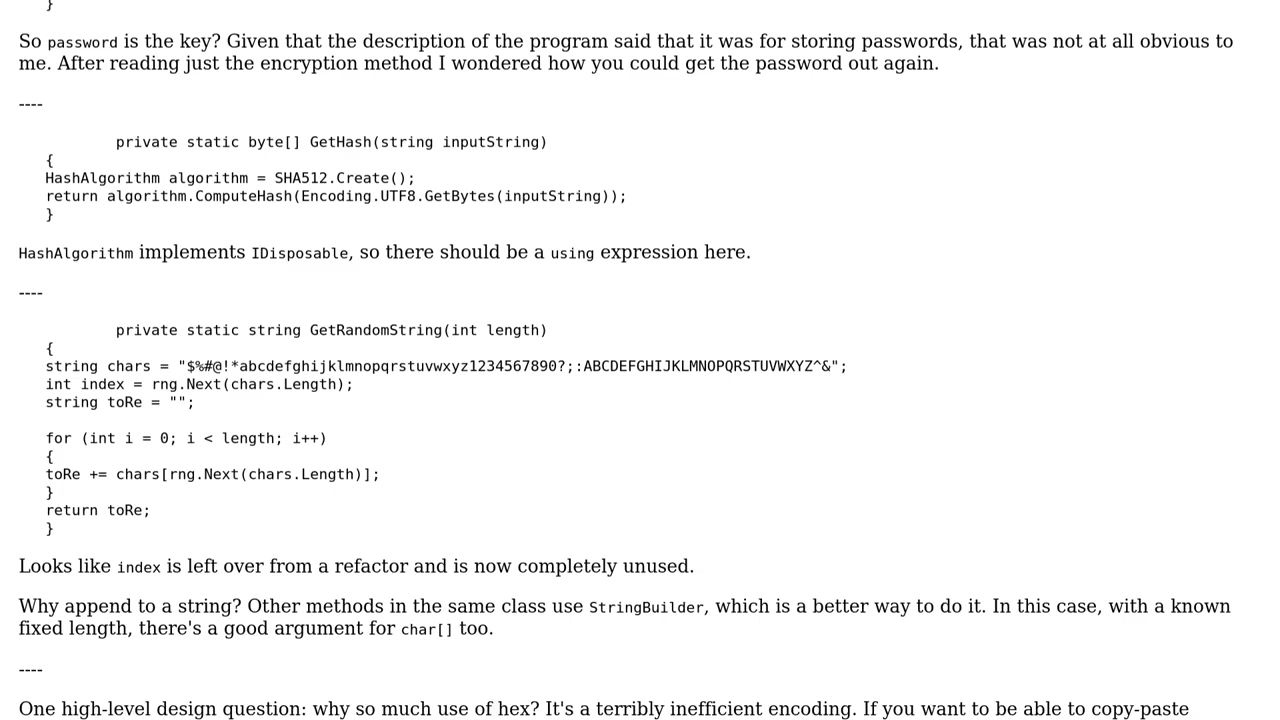 }
So password is the key? Given that the description of the program said that it was for storing passwords, that was not at all obvious to
me. After reading just the encryption method I wondered how you could get the password out again.
----
private static byte[] GetHash(string inputString)
{
HashAlgorithm algorithm = SHA512.Create();
return algorithm.ComputeHash(Encoding.UTF8.GetBytes(inputString));
}
HashAlgorithm implements IDisposable, so there should be a using expression here.
----
private static string GetRandomString(int length)
{
string chars = "$%#@!*abcdefghijklmnopqrstuvwxyz1234567890?;:ABCDEFGHIJKLMNOPQRSTUVWXYZ^&";
int index = rng.Next(chars.Length);
string toRe = "";
for (int i = 0; i < length; i++)
{
toRe += chars[rng.Next(chars.Length)];
}
return toRe;
}
Looks like index is left over from a refactor and is now completely unused.
Why append to a string? Other methods in the same class use StringBuilder, which is a better way to do it. In this case, with a known
fixed length, there's a good argument for char[] too.
----
One high-level design question: why so much use of hex? It's a terribly inefficient encoding. If you want to be able to copy-paste